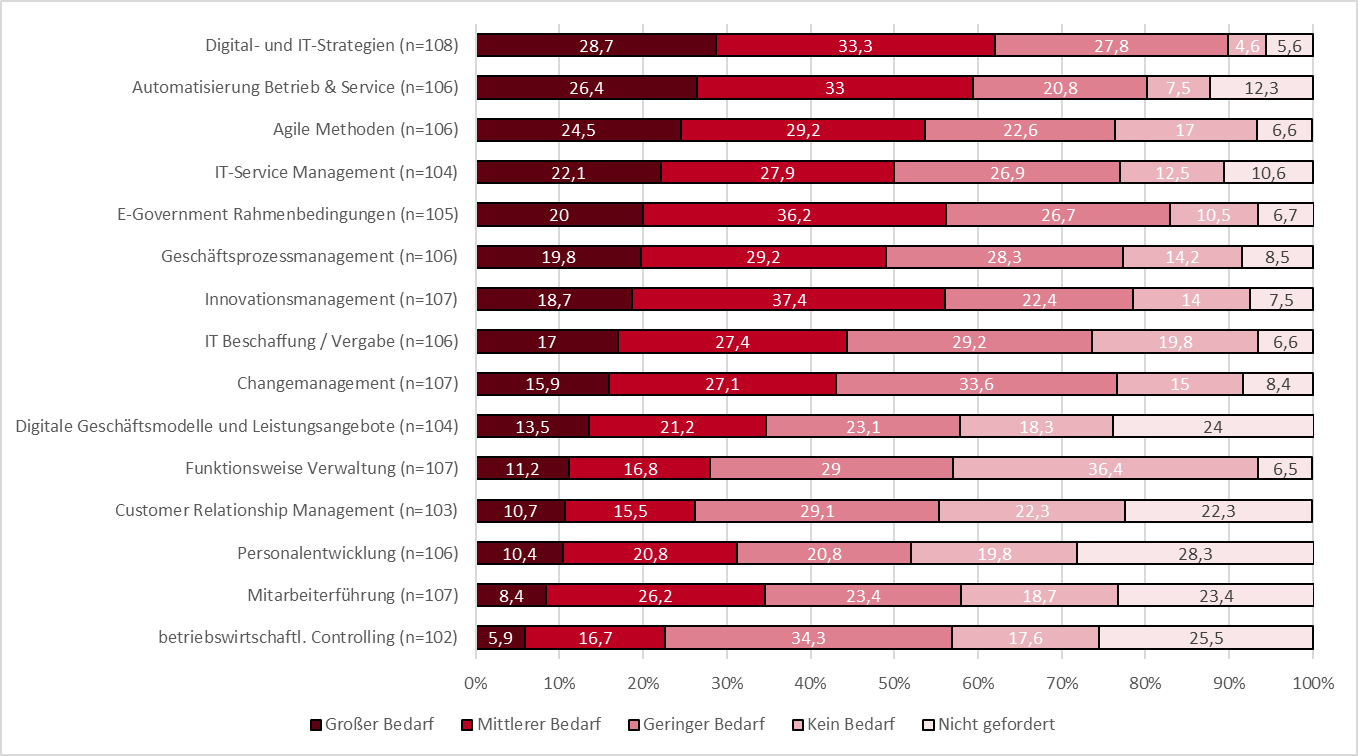 Digital- und IT-Strategien (n=108) 28,7 33,3 27,8 4,6 5,6
Automatisierung Betrieb & Service (n=106) 26,4 33 20,8 7,5 12,3
Agile Methoden (n=106) 24,5 29,2 22,6 17 6,6
IT-Service Management (n=104) 22,1 27,9 26,9 12,5 10,6
E-Government Rahmenbedingungen (n=105) 20 36,2 26,7 10,5 6,7
Geschäftsprozessmanagement (n=106) 19,8 29,2 28,3 14,2 8,5
Innovationsmanagement (n=107) 18,7 37,4 22,4 14 7,5
IT Beschaffung / Vergabe (n=106) 17 27,4 29,2 19,8 6,6
Changemanagement (n=107) 15,9 27,1 33,6 15 8,4
Digitale Geschäftsmodelle und Leistungsangebote (n=104) 13,5 21,2 23,1 18,3 24
Funktionsweise Verwaltung (n=107) 11,2 16,8 29 36,4 6,5
Customer Relationship Management (n=103) 10,7 15,5 29,1 22,3 22,3
Personalentwicklung (n=106) 10,4 20,8 20,8 19,8 28,3
Mitarbeiterführung (n=107) 8,4 26,2 23,4 18,7 23,4
betriebswirtschaftl. Controlling (n=102) 5,9 16,7 34,3 17,6 25,5
0% 10% 20% 30% 40% 50% 60% 70% 80% 90% 100%
Großer Bedarf Mittlerer Bedarf Geringer Bedarf Kein Bedarf Nicht gefordert